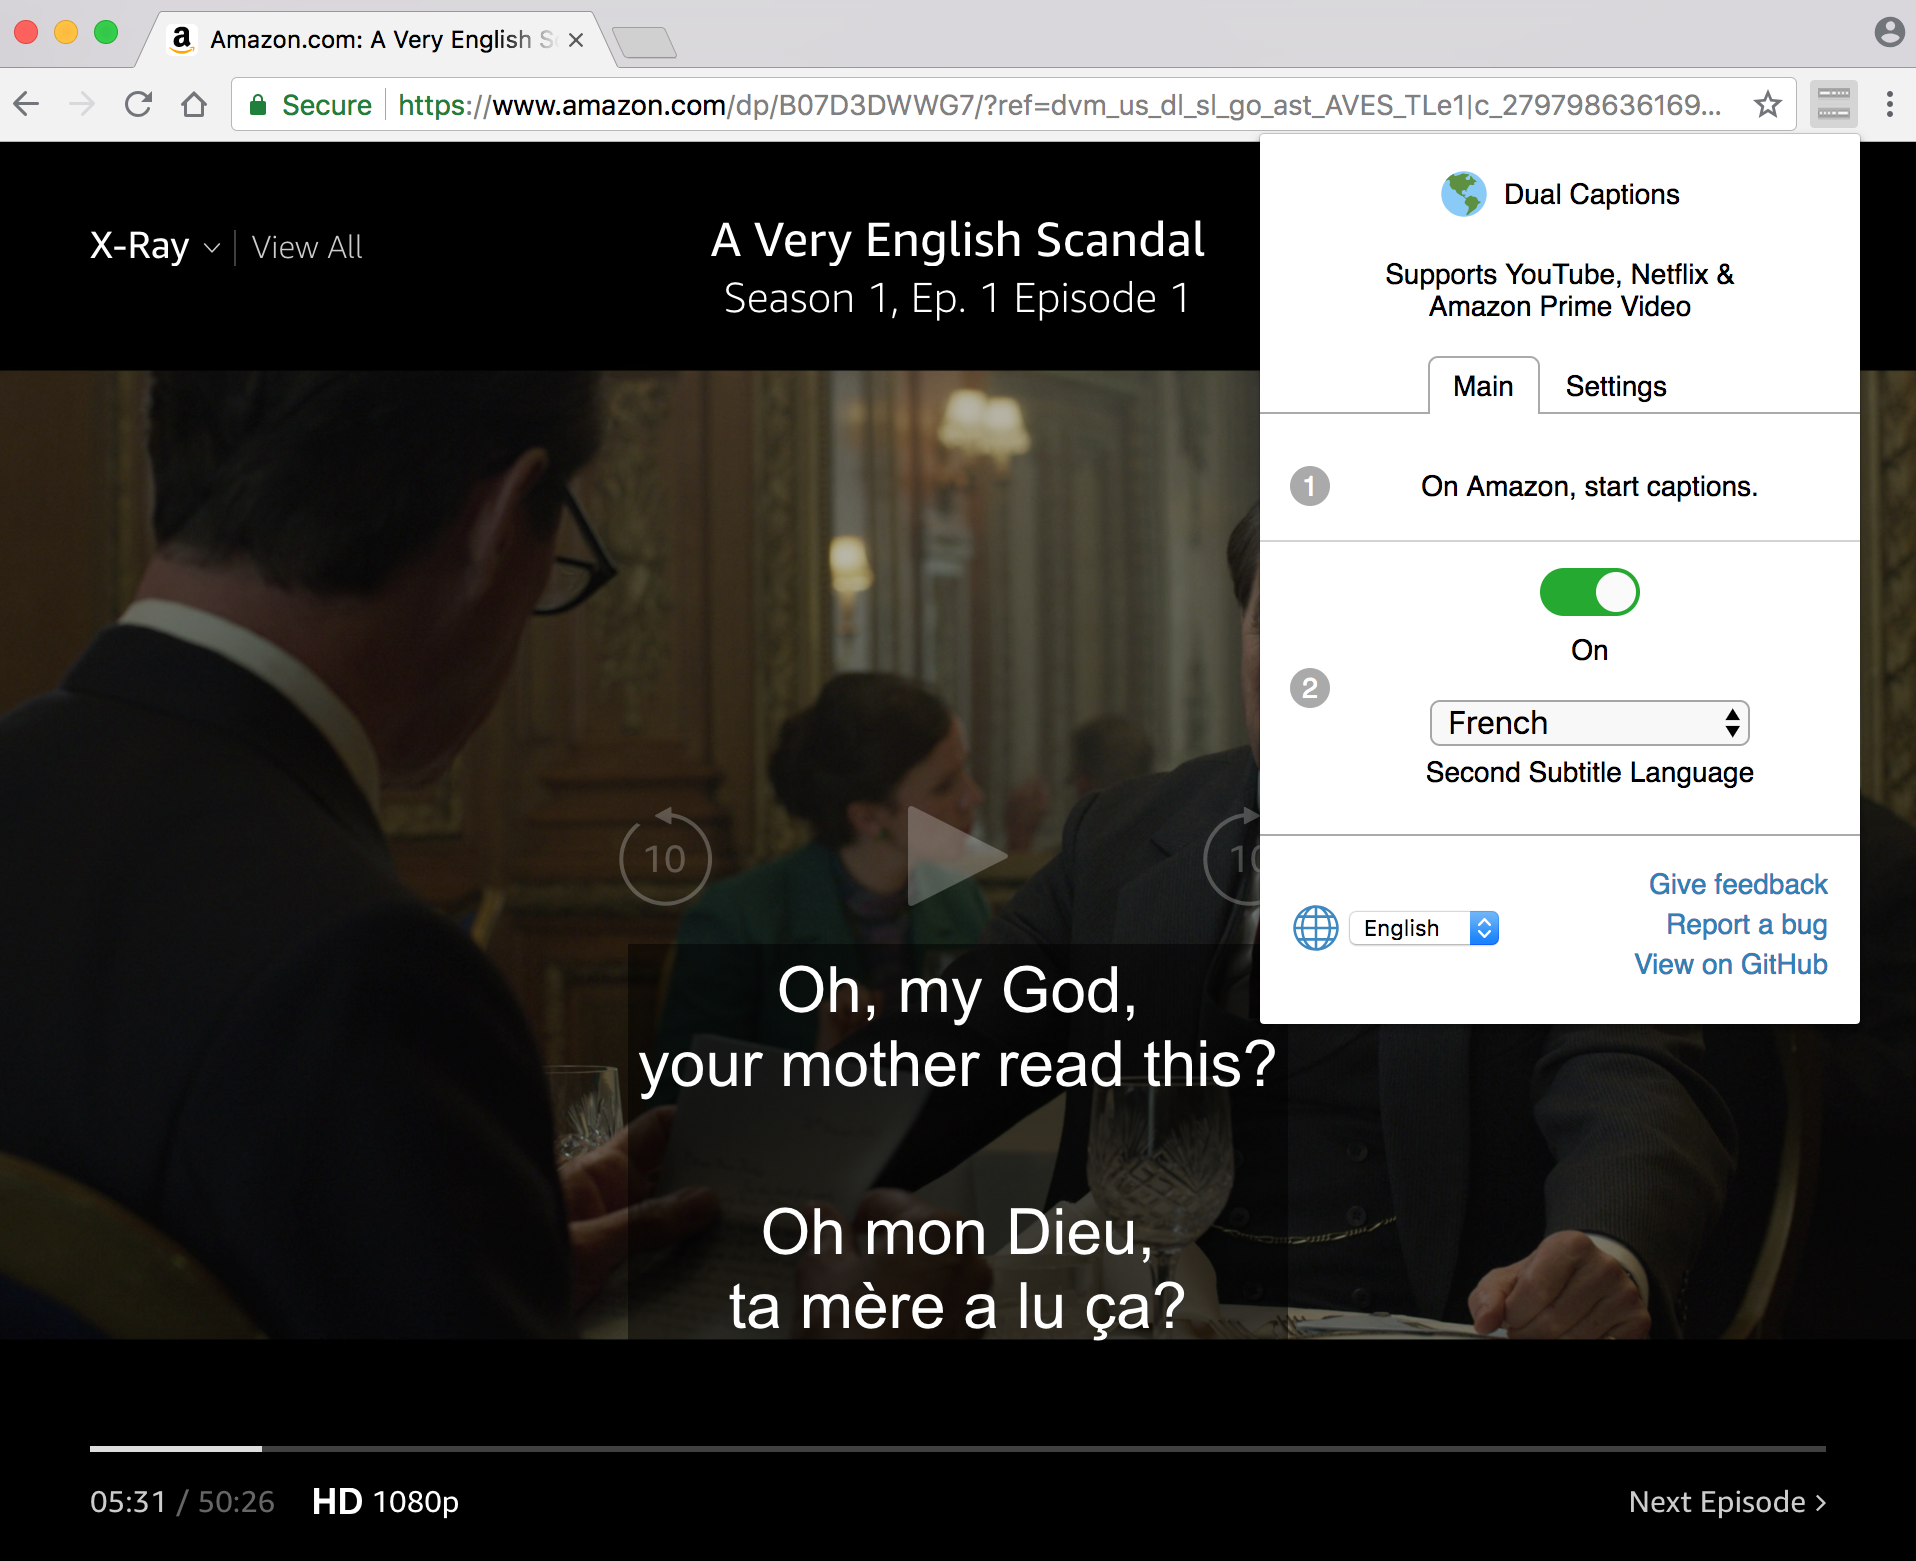 Amazon.com: A Very English S
Secure https://www.amazon.com/dp/B07D3DWWG7/?ref=dvm_us_dl_sl_go_ast_AVES_TLe1|c_279798636169...
X-Ray View All
A Very English Scandal
Season 1, Ep. 1 Episode 1
Dual Captions
Supports YouTube, Netflix &
Amazon Prime Video
Main Settings
1 On Amazon, start captions.
On
2
French
Second Subtitle Language
English
Give feedback
Report a bug
View on GitHub
10
10
Oh, my God,
your mother read this?
Oh mon Dieu,
ta mère a lu ça?
05:31 / 50:26 HD 1080p
Next Episode